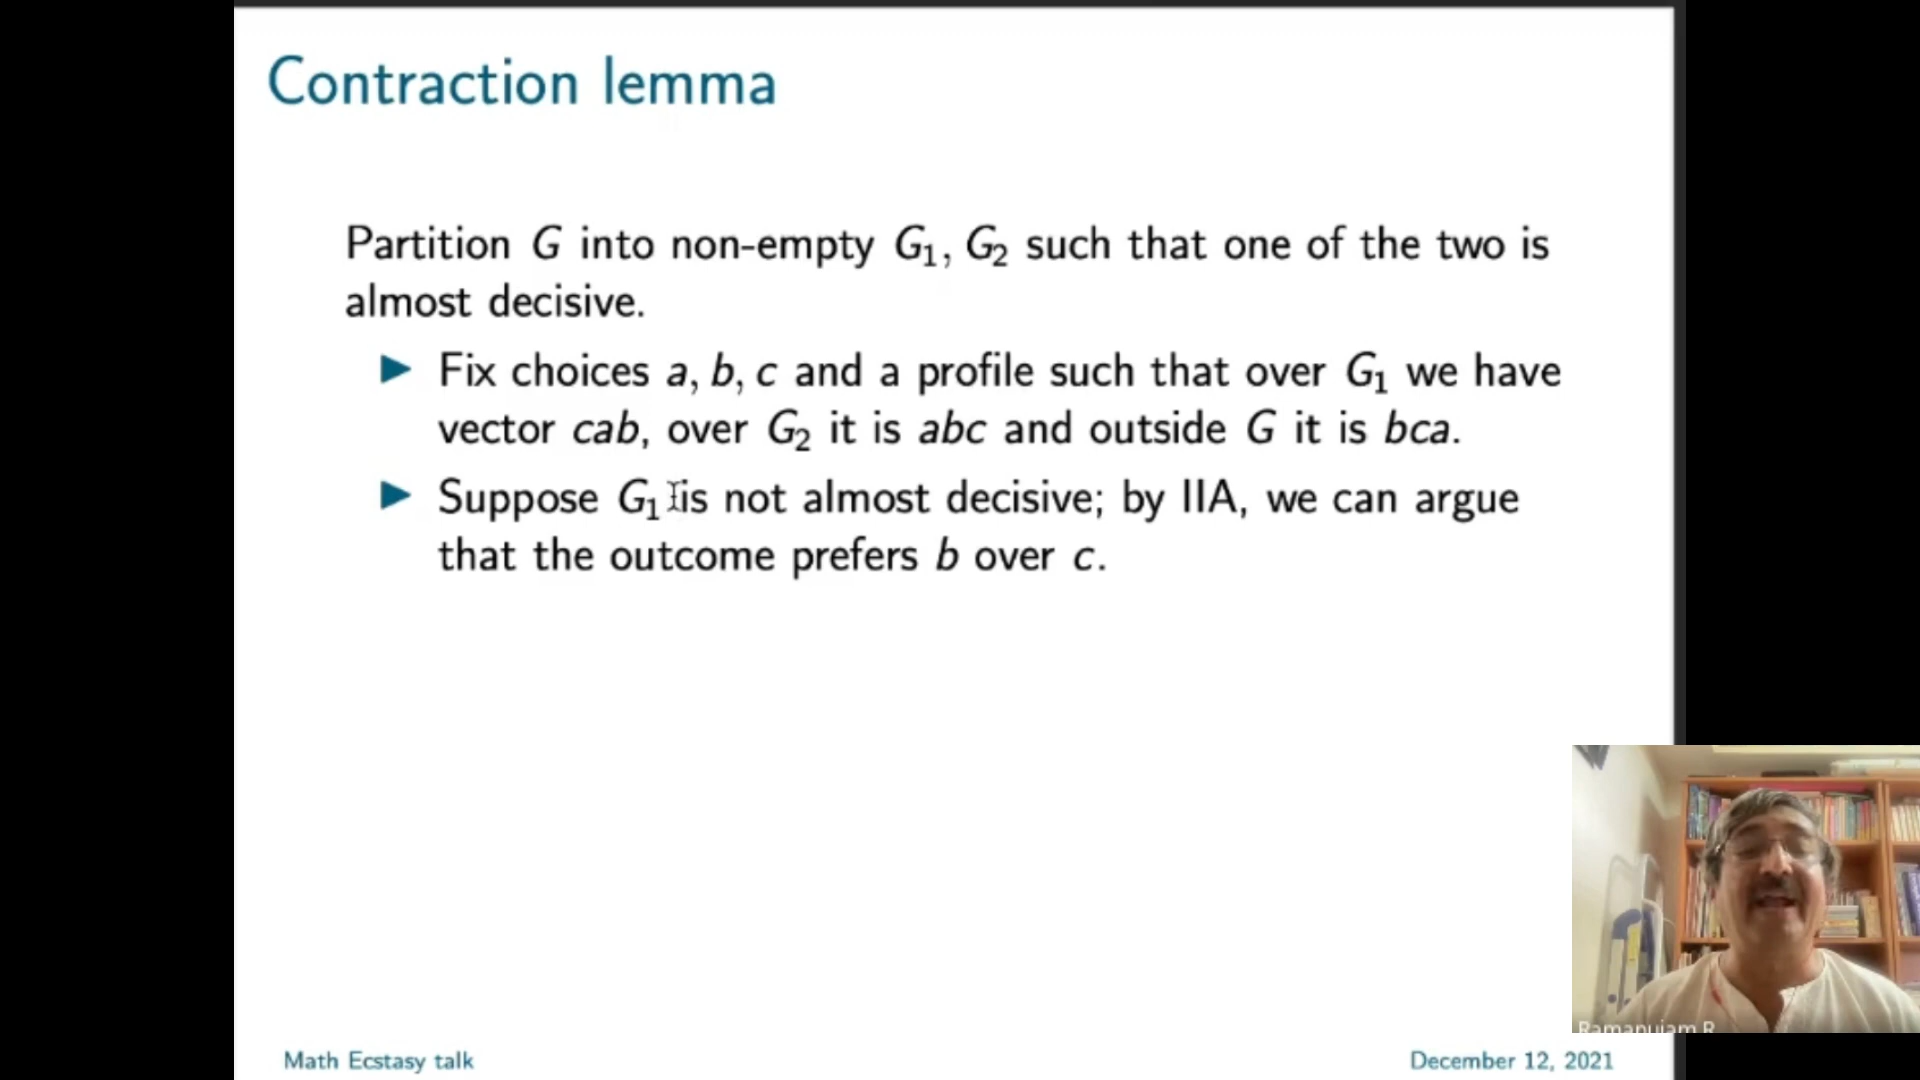 Contraction lemma
Partition G into non-empty G₁, G₂ such that one of the two is
almost decisive.
▶ Fix choices a, b, c and a profile such that over G₁ we have
vector cab, over G₂ it is abc and outside G it is bca.
▶ Suppose G₁ is not almost decisive; by IIA, we can argue
that the outcome prefers b over c.
Ramanujam R
Math Ecstasy talk
December 12, 2021